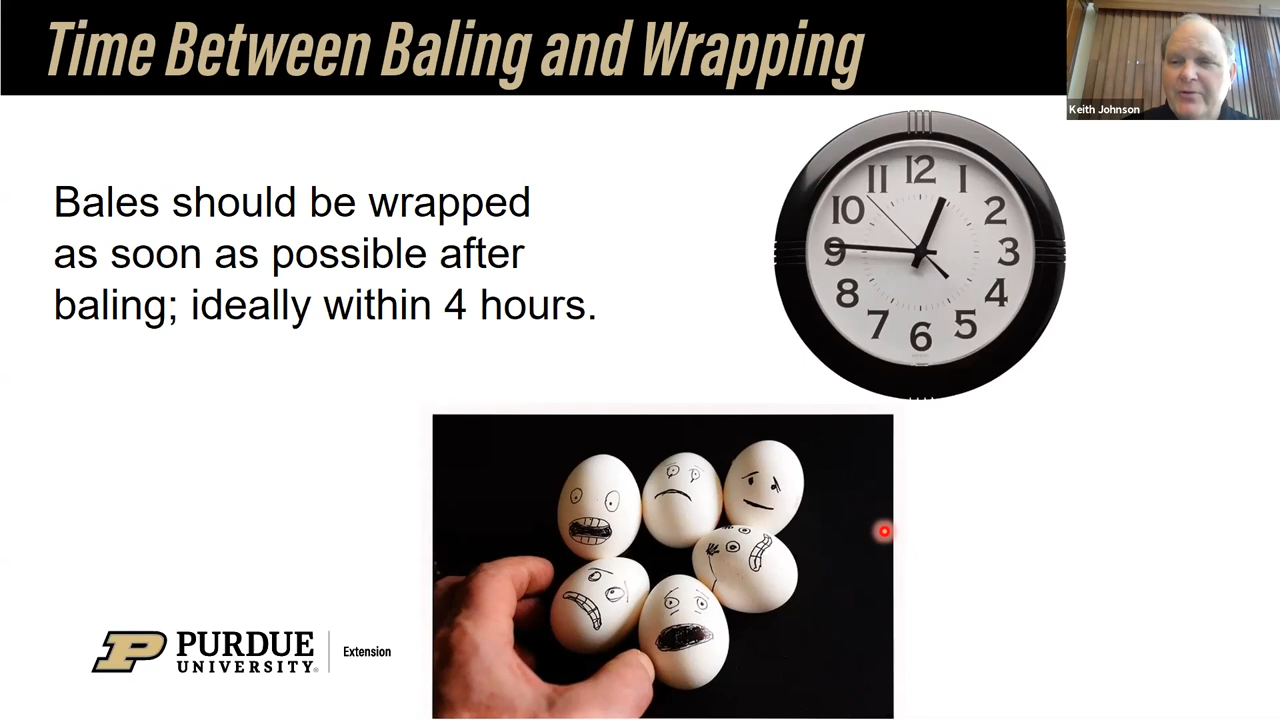 Time Between Baling and Wrapping
Keith Johnson
Bales should be wrapped
as soon as possible after
baling; ideally within 4 hours.
12
11
1
10
2
9
3
8
4
7
5
6
PURDUE
UNIVERSITY®
Extension